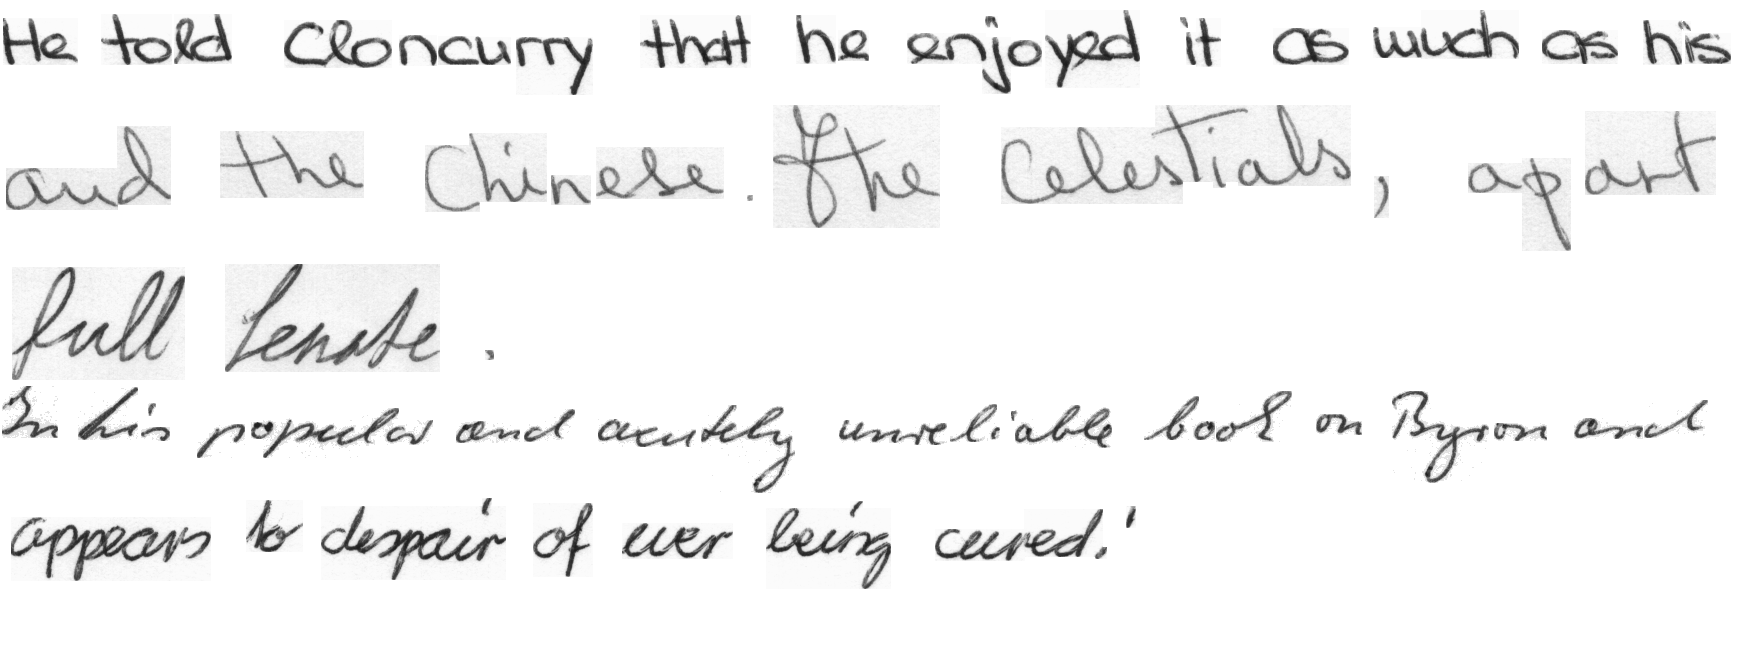 He told Cloncurry that he enjoyed it as much as his
and the Chinese. The Celestials, apart
full Senate.
In his popular and acutely unreliable book on Byron and
appears to despair of ever being cured.'